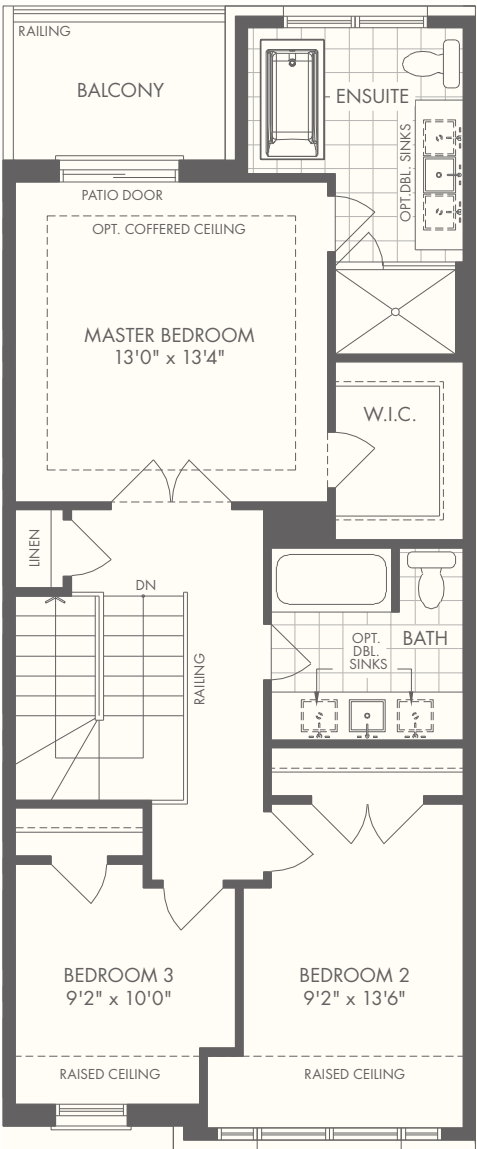 RAILING
BALCONY
ENSUITE
OPT.DBL. SINKS
PATIO DOOR
OPT. COFFERED CEILING
MASTER BEDROOM
13'0" x 13'4"
W.I.C.
LINEN
DN
RAILING
OPT.
DBL.
SINKS
BATH
BEDROOM 3
9'2" x 10'0"
BEDROOM 2
9'2" x 13'6"
RAISED CEILING
RAISED CEILING